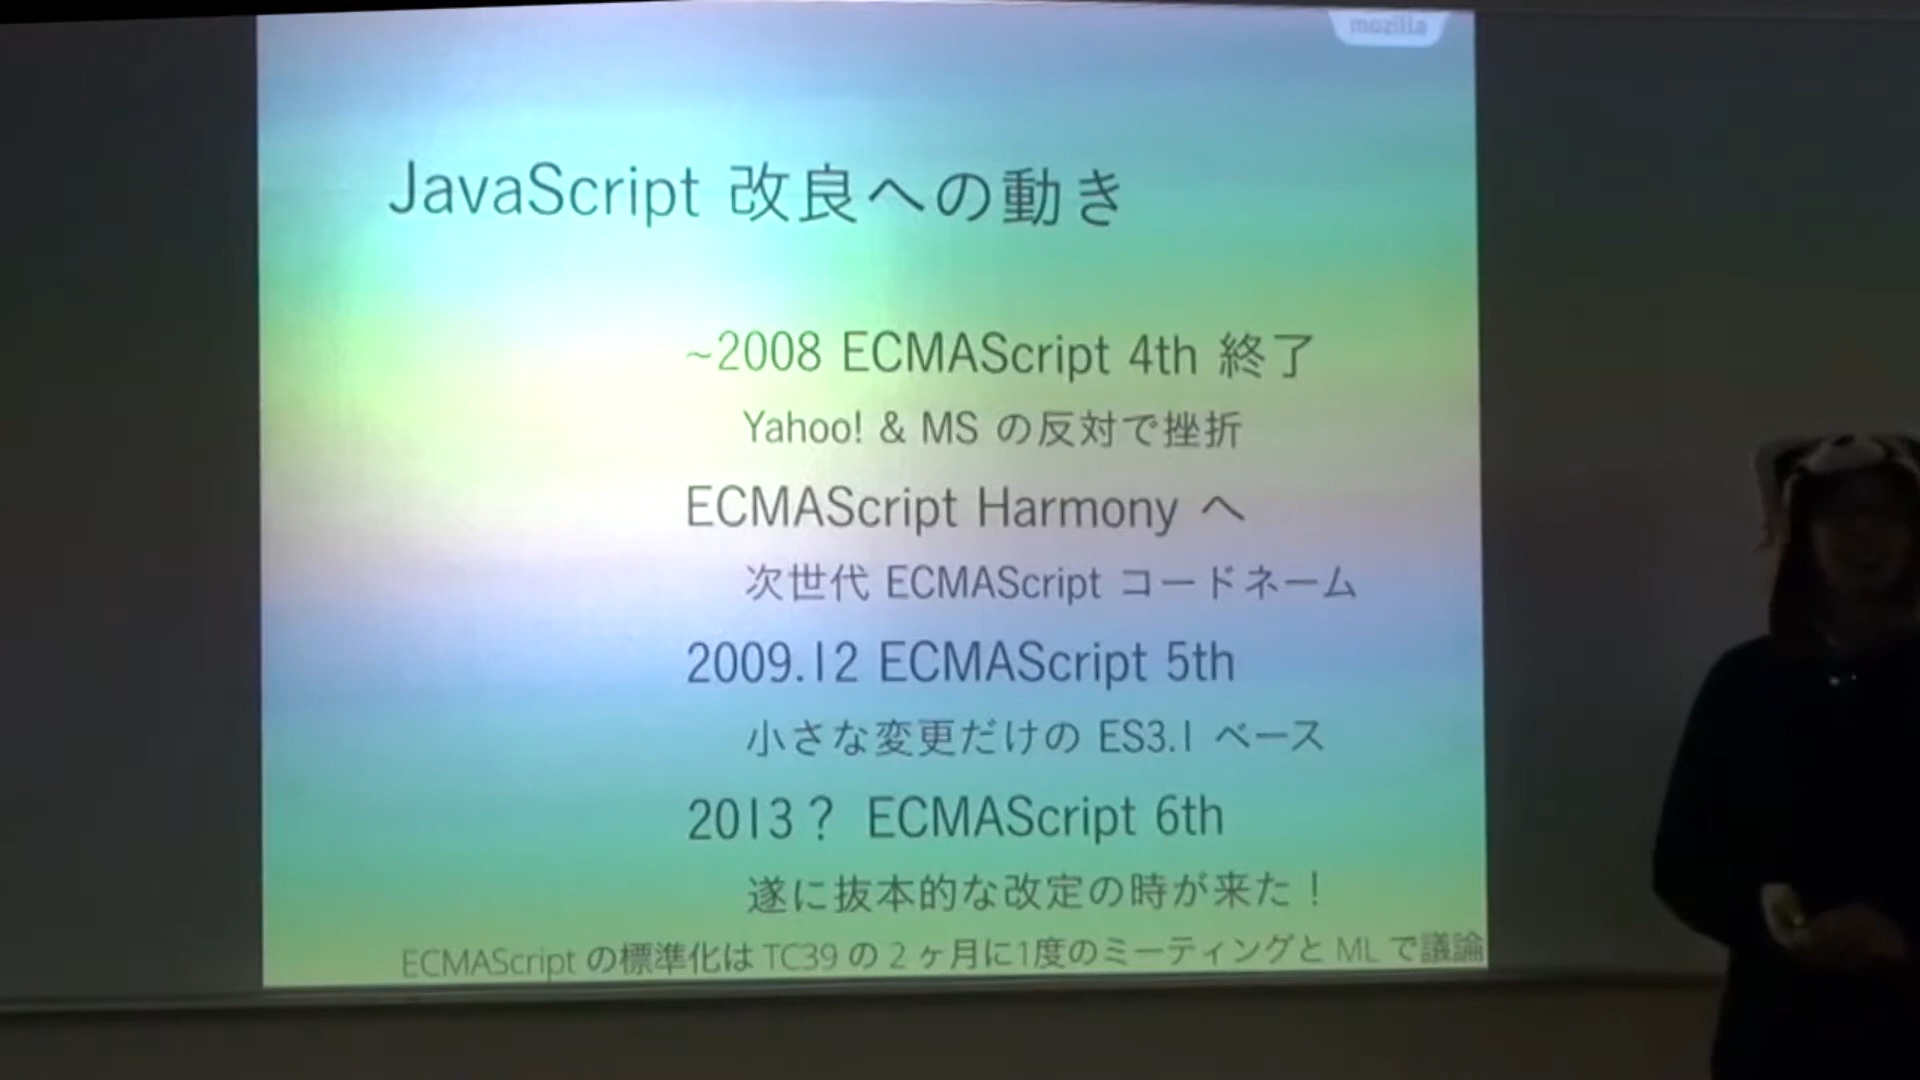 mozilla
JavaScript 改良への動き
~2008 ECMAScript 4th 終了
Yahoo! & MS の反対で挫折
ECMAScript Harmony へ
次世代 ECMAScript コードネーム
2009.12 ECMAScript 5th
小さな変更だけの ES3.1 ベース
2013？ ECMAScript 6th
遂に抜本的な改定の時が来た！
ECMAScript の標準化は TC39 の 2 ヶ月に1度のミーティングと ML で議論